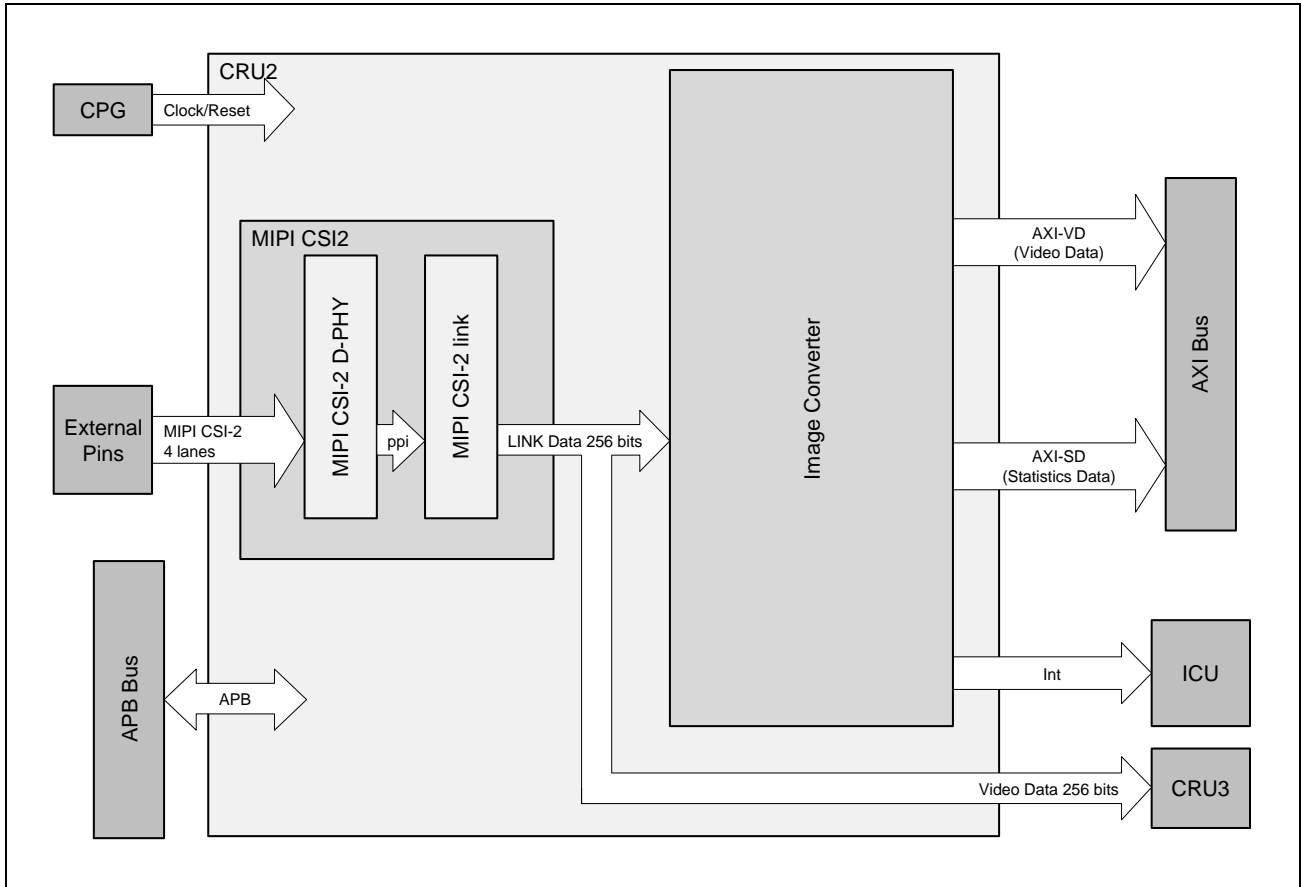 CRU2
CPG
Clock/Reset
MIPI CSI2
MIPI CSI-2 D-PHY
MIPI CSI-2 link
Image Converter
AXI-VD
(Video Data)
AXI Bus
External
Pins
MIPI CSI-2
4 lanes
ppi
LINK Data 256 bits
AXI-SD
(Statistics Data)
APB Bus
APB
Int
ICU
Video Data 256 bits
CRU3